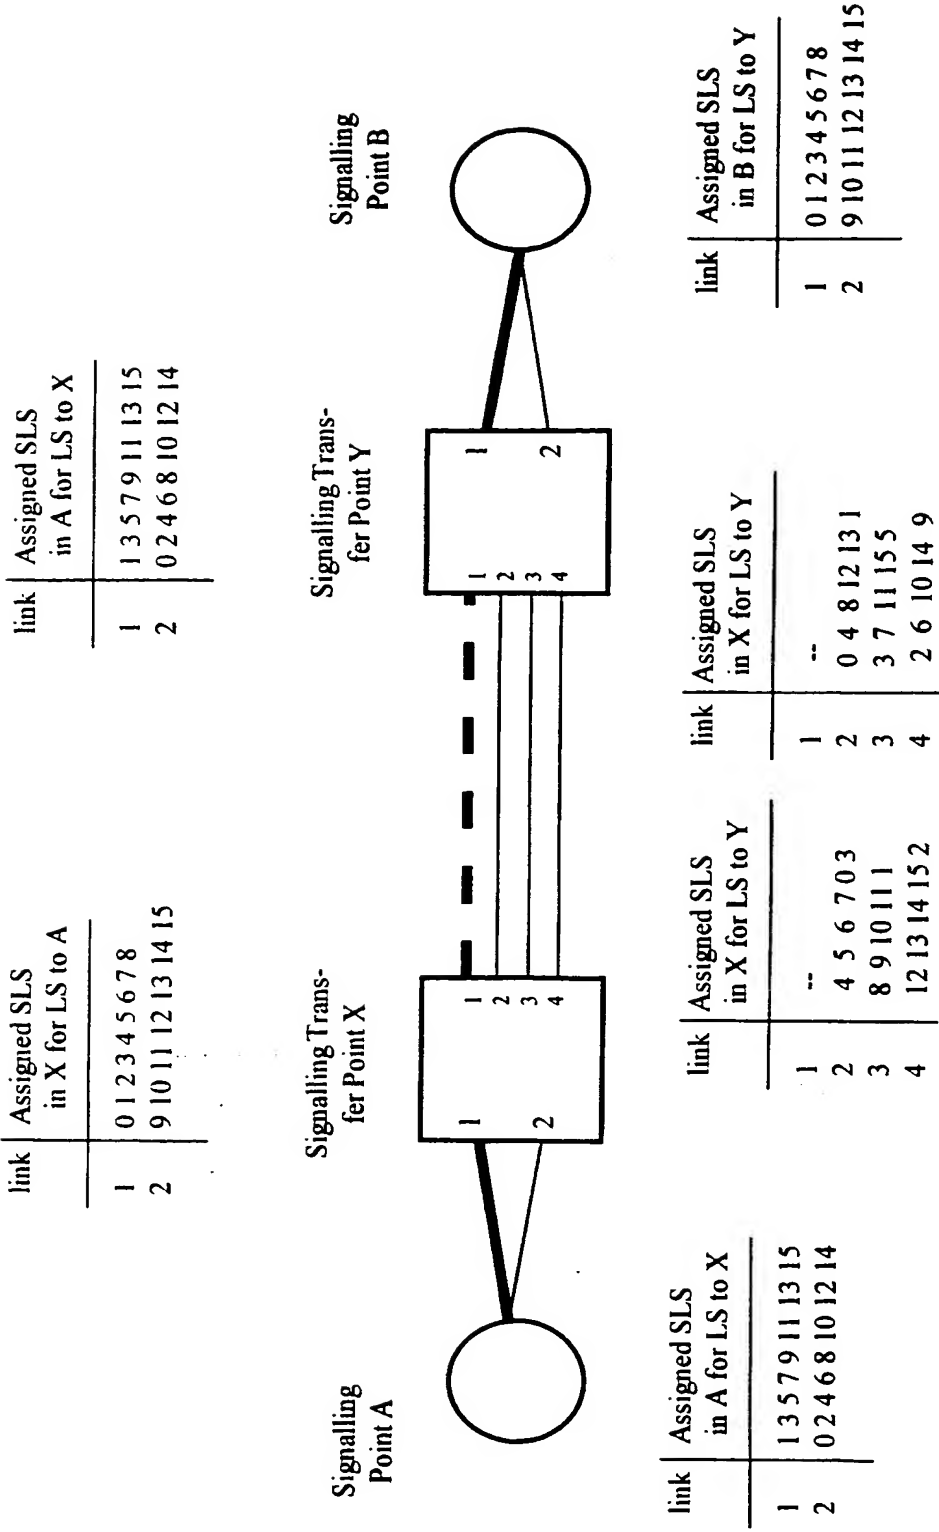 link Assigned SLS
in X for LS to A
1 0 1 2 3 4 5 6 7 8
2 9 10 11 12 13 14 15
link Assigned SLS
in A for LS to X
1 1 3 5 7 9 11 13 15
2 0 2 4 6 8 10 12 14
Signalling
Point A
Signalling Trans-
fer Point X
Signalling Trans-
fer Point Y
Signalling
Point B
1
2
1
2
3
4
1
2
3
4
1
2
link Assigned SLS
in A for LS to X
1 1 3 5 7 9 11 13 15
2 0 2 4 6 8 10 12 14
link Assigned SLS
in X for LS to Y
1 --
2 4 5 6 7 0 3
3 8 9 10 11 1
4 12 13 14 15 2
link Assigned SLS
in X for LS to Y
1 --
2 0 4 8 12 13 1
3 3 7 11 15 5
4 2 6 10 14 9
link Assigned SLS
in B for LS to Y
1 0 1 2 3 4 5 6 7 8
2 9 10 11 12 13 14 15